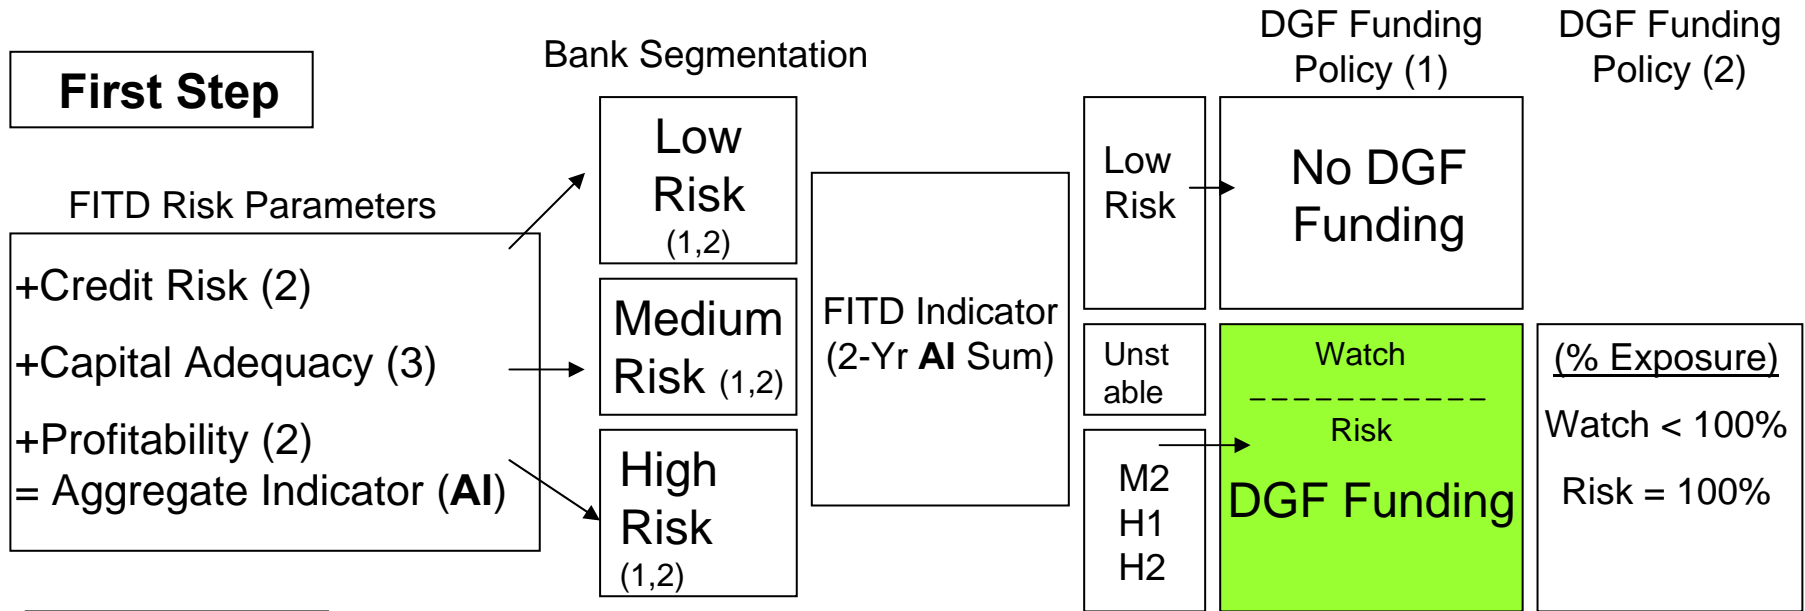 First Step
Bank Segmentation
DGF Funding
Policy (1)
DGF Funding
Policy (2)
FITD Risk Parameters
+Credit Risk (2)
+Capital Adequacy (3)
+Profitability (2)
= Aggregate Indicator (AI)
Low
Risk
(1,2)
Medium
Risk (1,2)
High
Risk
(1,2)
FITD Indicator
(2-Yr AI Sum)
Low
Risk
Unst
able
M2
H1
H2
No DGF
Funding
Watch
Risk
DGF Funding
(% Exposure)
Watch < 100%
Risk = 100%